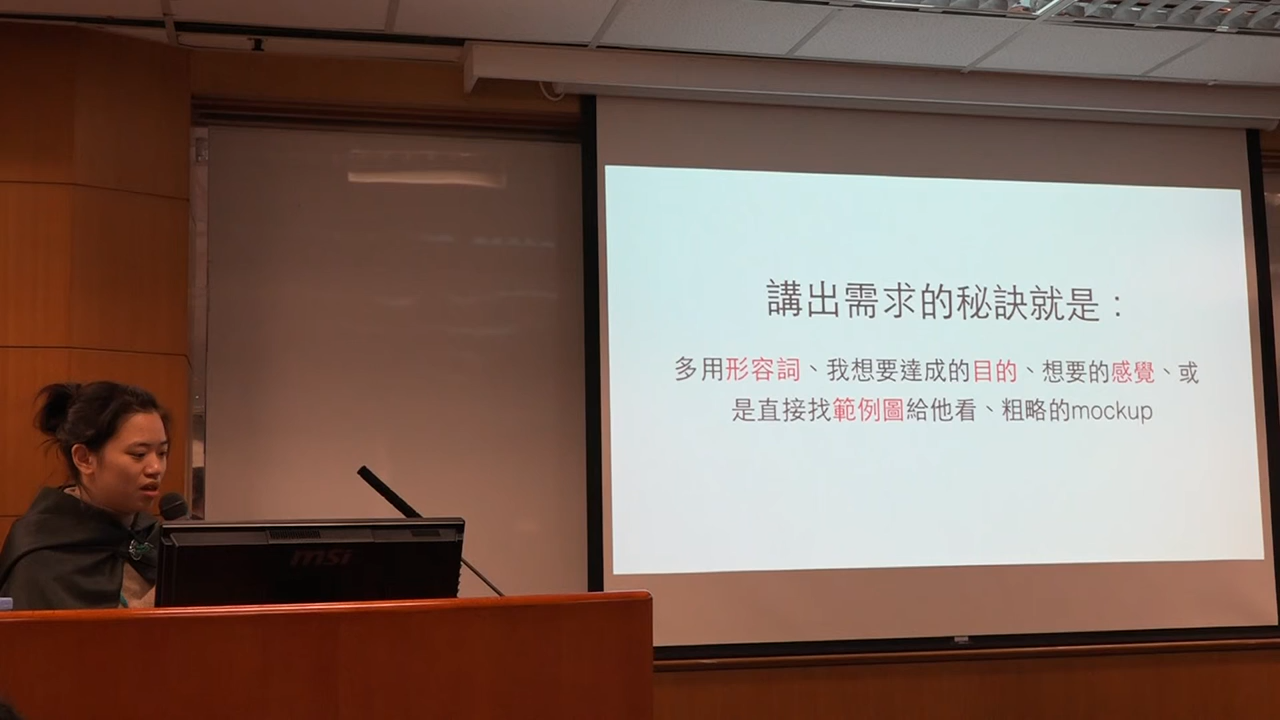 講出需求的秘訣就是：
多用形容詞、我想要達成的目的、想要的感覺、或
是直接找範例圖給他看、粗略的mockup
msi